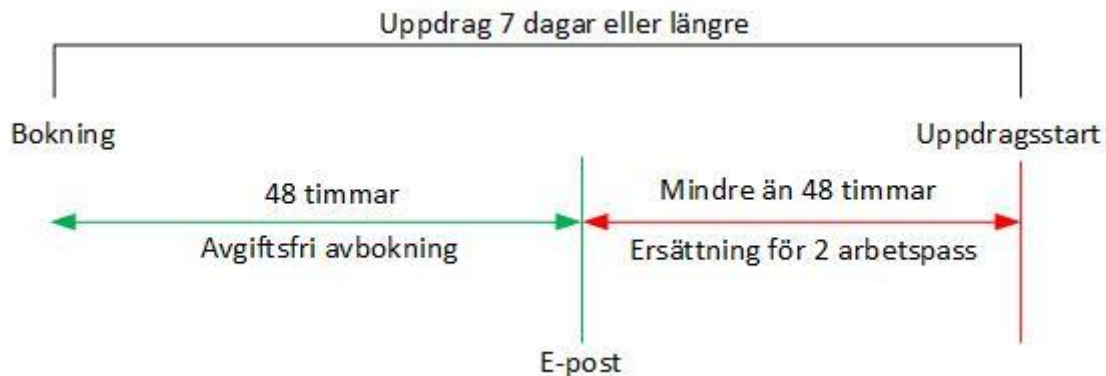 Uppdrag 7 dagar eller längre
Bokning
Uppdragsstart
48 timmar
Mindre än 48 timmar
Avgiftsfri avbokning
Ersättning för 2 arbetspass
E-post